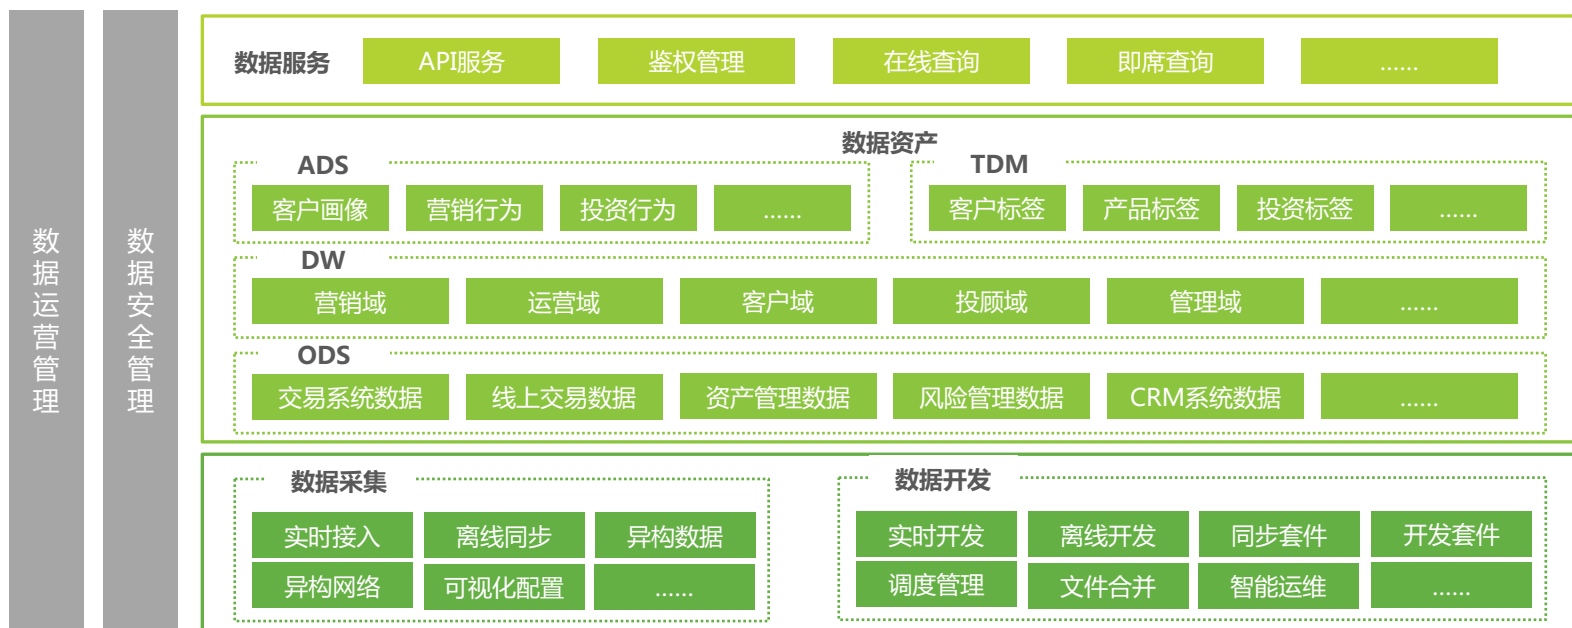 数据运营管理
数据安全管理
数据服务
API服务
鉴权管理
在线查询
即席查询
......
数据资产
ADS
客户画像
营销行为
投资行为
......
TDM
客户标签
产品标签
投资标签
......
DW
营销域
运营域
客户域
投顾域
管理域
......
ODS
交易系统数据
线上交易数据
资产管理数据
风险管理数据
CRM系统数据
......
数据采集
实时接入
离线同步
异构数据
异构网络
可视化配置
......
数据开发
实时开发
离线开发
同步套件
开发套件
调度管理
文件合并
智能运维
......